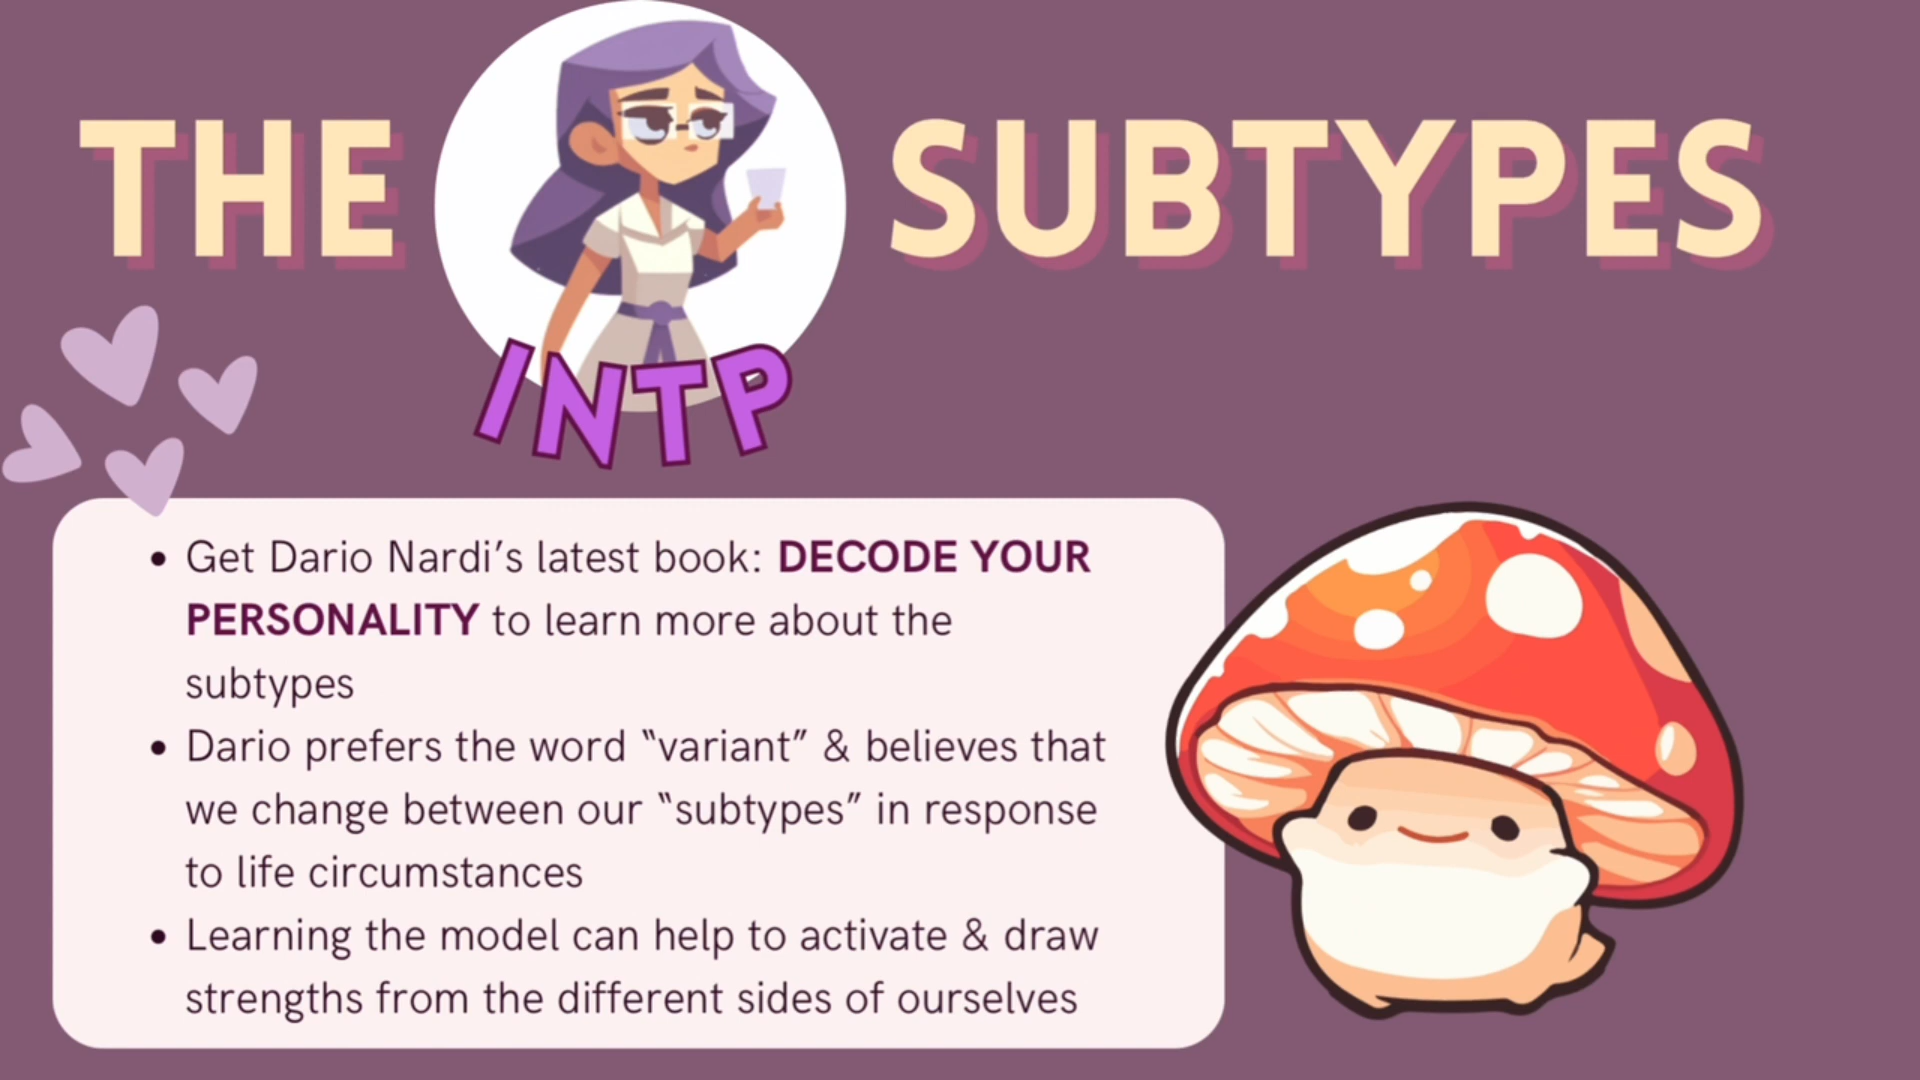 THE SUBTYPES
INTP
• Get Dario Nardi’s latest book: DECODE YOUR
PERSONALITY to learn more about the
subtypes
• Dario prefers the word “variant” & believes that
we change between our “subtypes” in response
to life circumstances
• Learning the model can help to activate & draw
strengths from the different sides of ourselves